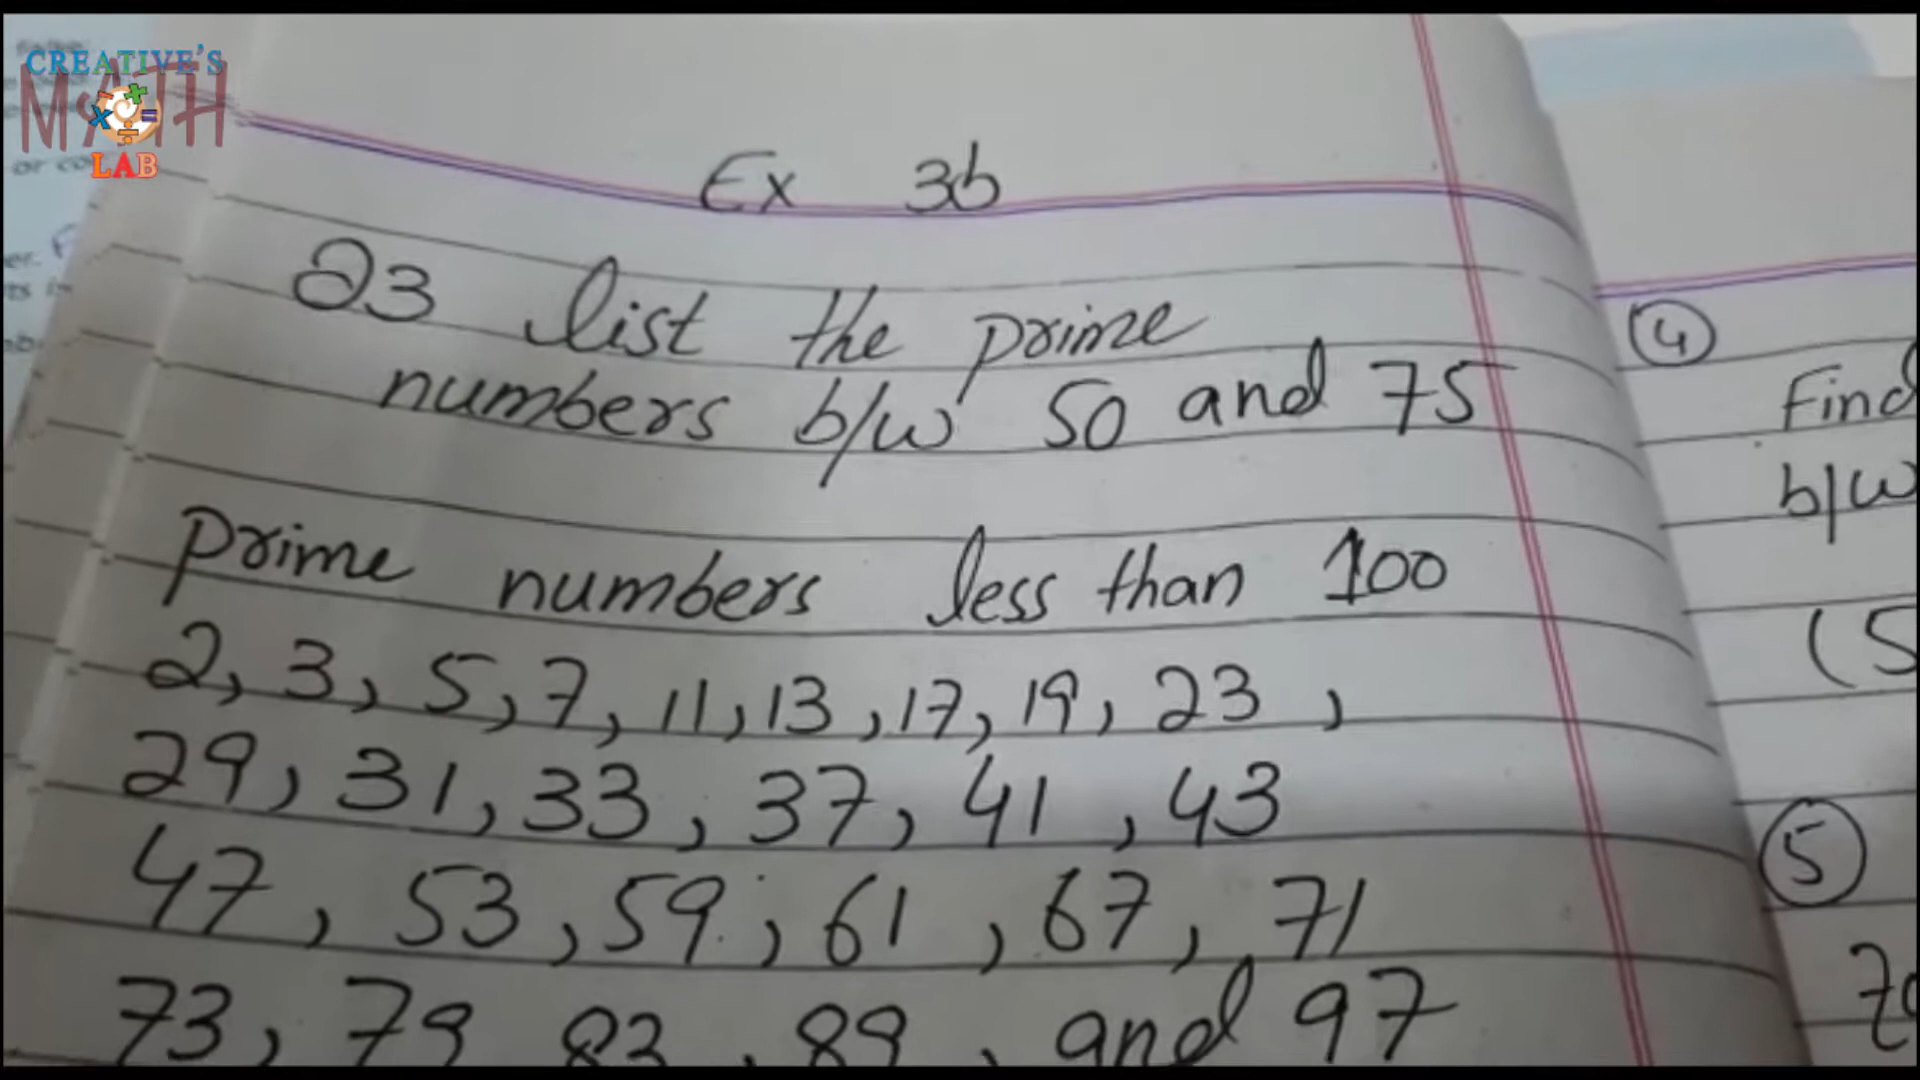 CREATIVE'S
MATH
LAB
Ex 3b
23 list the prime
numbers b/w 50 and 75
prime numbers less than 100
2, 3, 5, 7, 11, 13, 17, 19, 23,
29, 31, 33, 37, 41, 43
47, 53, 59, 61, 67, 71
73, 79 83, 89, and 97
4
Find
b/w
(5
5